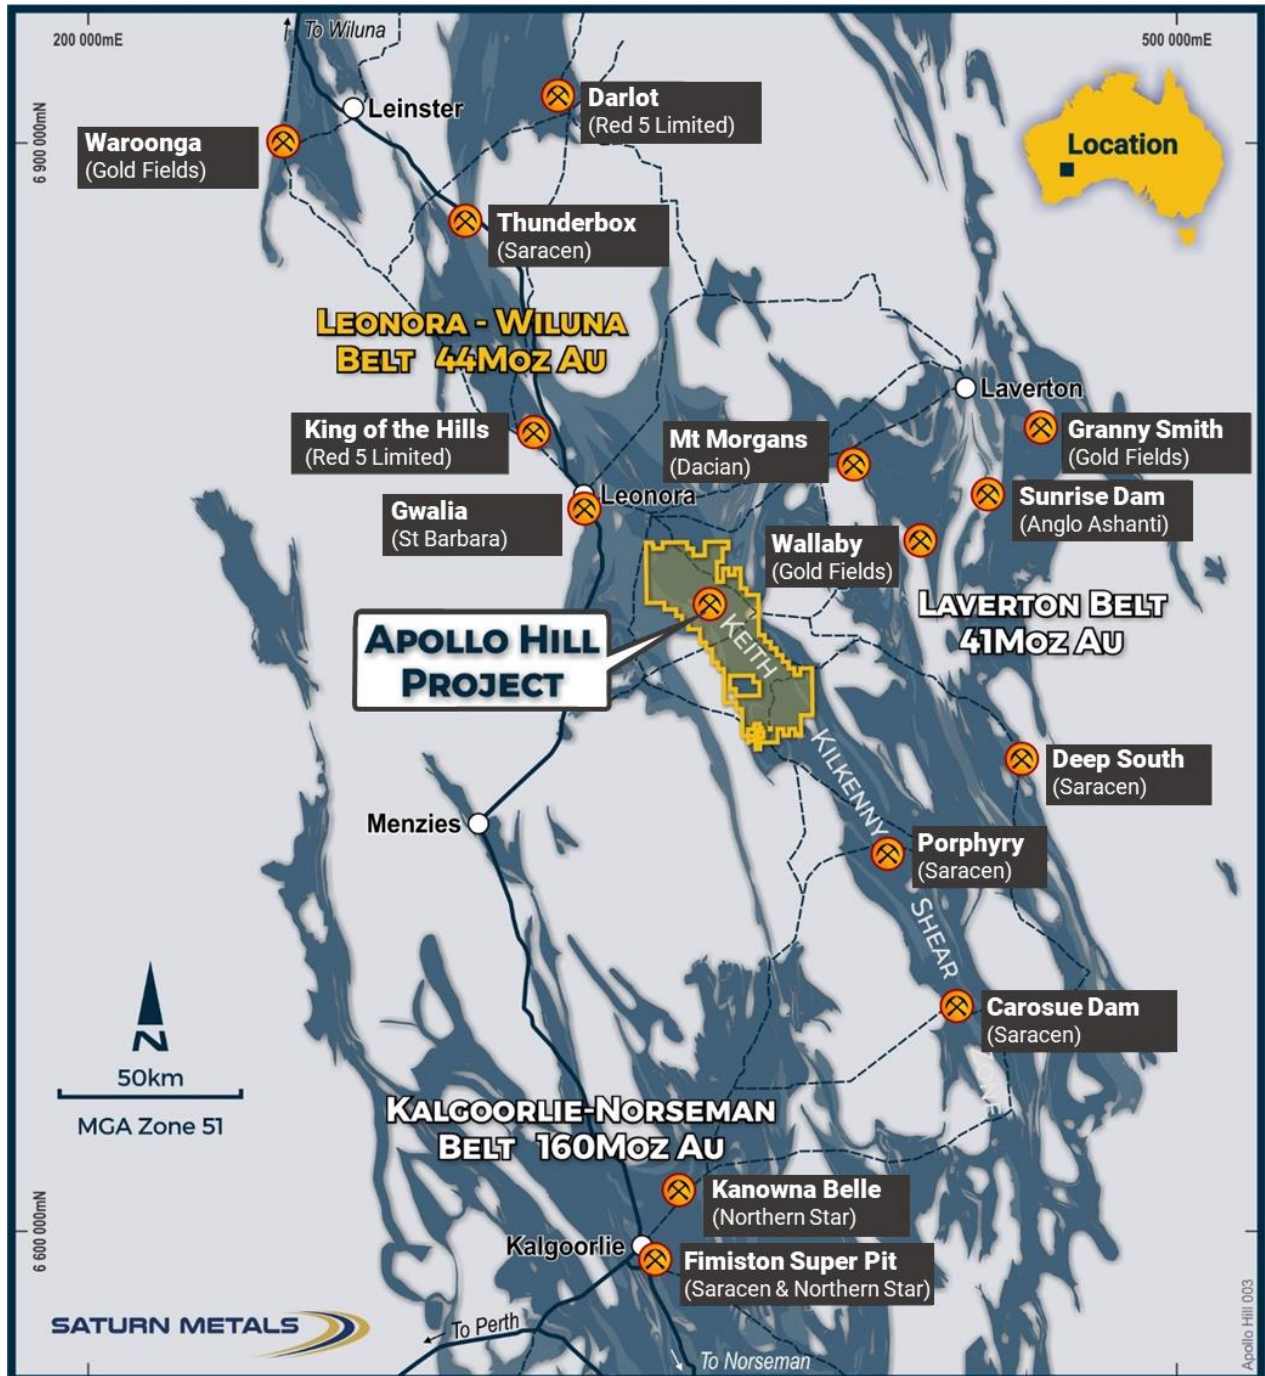 200 000mE
To Wiluna
500 000mE
6 900 000mN
Leinster
Darlot
(Red 5 Limited)
Waroonga
(Gold Fields)
Location
Thunderbox
(Saracen)
LEONORA - WILUNA
BELT 44MOZ AU
Laverton
King of the Hills
(Red 5 Limited)
Mt Morgans
(Dacian)
Granny Smith
(Gold Fields)
Leonora
Sunrise Dam
(Anglo Ashanti)
Gwalia
(St Barbara)
Wallaby
(Gold Fields)
LAVERTON BELT
41MOZ AU
APOLLO HILL
PROJECT
KEITH
KILKENNY
SHEAR
ZONE
Deep South
(Saracen)
Menzies
Porphyry
(Saracen)
Carosue Dam
(Saracen)
N
50km
MGA Zone 51
KALGOORLIE-NORSEMAN
BELT 160MOZ AU
Kanowna Belle
(Northern Star)
6 600 000mN
Kalgoorlie
Fimiston Super Pit
(Saracen & Northern Star)
SATURN METALS
To Perth
To Norseman
Apollo Hill 003